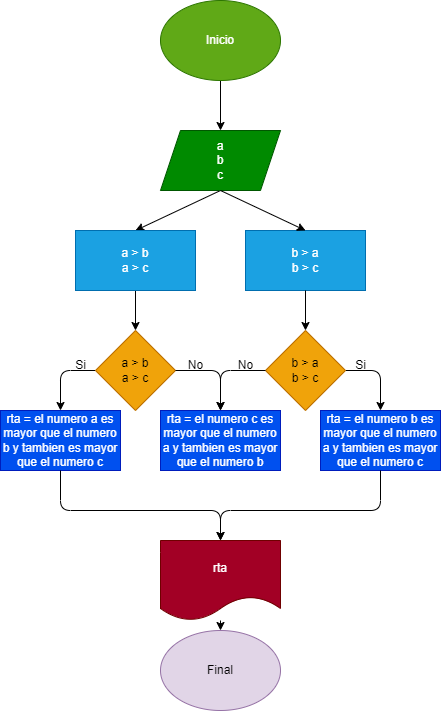 Inicio
a
b
c
a > b
a > c
b > a
b > c
a > b
a > c
b > a
b > c
Si
No
No
Si
rta = el numero a es
mayor que el numero
b y tambien es mayor
que el numero c
rta = el numero c es
mayor que el numero
a y tambien es mayor
que el numero b
rta = el numero b es
mayor que el numero
a y tambien es mayor
que el numero c
rta
Final